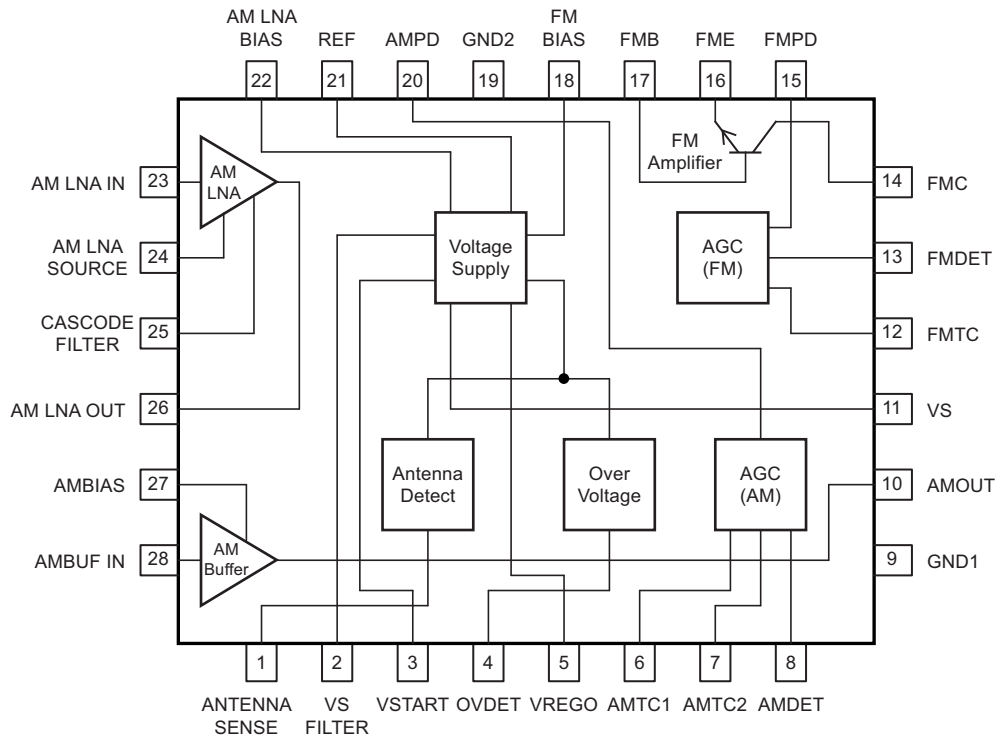 AM LNA
BIAS
REF
AMPD
GND2
FM
BIAS
FMB
FME
FMPD
22
21
20
19
18
17
16
15
FM
Amplifier
AM LNA IN
23
AM
LNA
14
FMC
AM LNA
SOURCE
24
Voltage
Supply
AGC
(FM)
13
FMDET
CASCODE
FILTER
25
12
FMTC
AM LNA OUT
26
11
VS
AMBIAS
27
Antenna
Detect
Over
Voltage
AGC
(AM)
10
AMOUT
AMBUF IN
28
AM
Buffer
9
GND1
1
2
3
4
5
6
7
8
ANTENNA
SENSE
VS
FILTER
VSTART
OVDET
VREGO
AMTC1
AMTC2
AMDET